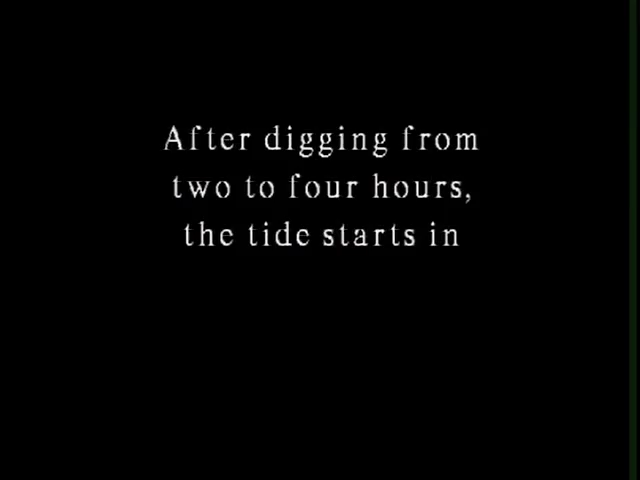 After digging from
two to four hours,
the tide starts in